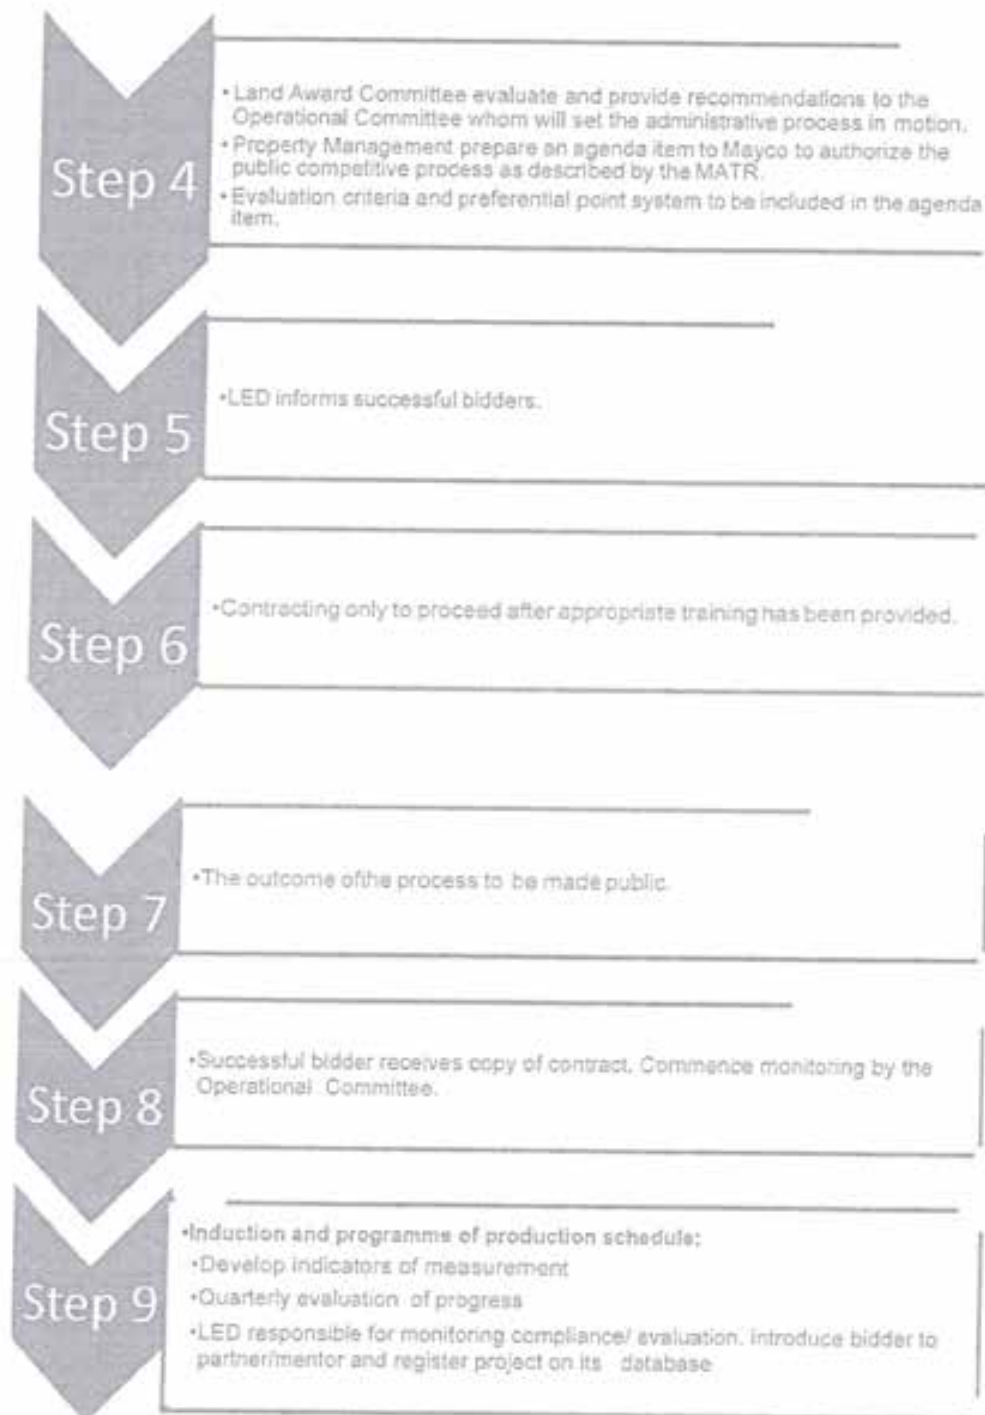 Step 4
• Land Award Committee evaluate and provide recommendations to the
Operational Committee whom will set the administrative process in motion.
• Property Management prepare an agenda item to Mayco to authorize the
public competitive process as described by the MATR.
• Evaluation criteria and preferential point system to be included in the agenda
item.
Step 5
•LED informs successful bidders.
Step 6
•Contracting only to proceed after appropriate training has been provided.
Step 7
•The outcome ofthe process to be made public.
Step 8
•Successful bidder receives copy of contract. Commence monitoring by the
Operational Committee.
Step 9
•Induction and programme of production schedule:
•Develop indicators of measurement
•Quarterly evaluation of progress
•LED responsible for monitoring compliance/ evaluation. Introduce bidder to
partner/mentor and register project on its database